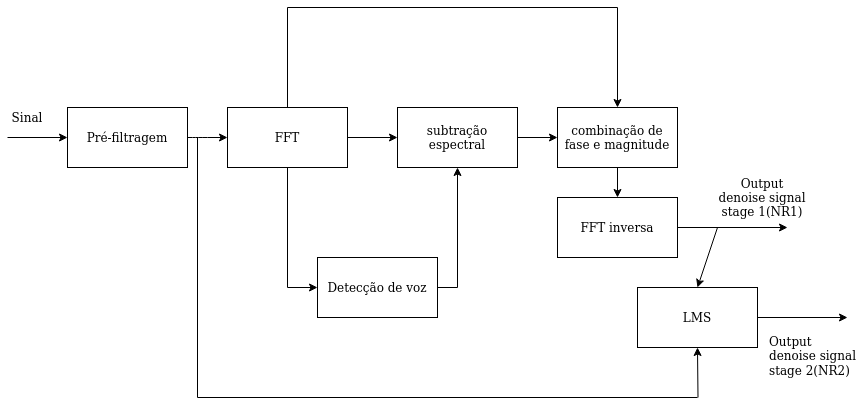 Sinal
Pré-filtragem
FFT
subtração
espectral
combinação de
fase e magnitude
Output
denoise signal
stage 1(NR1)
FFT inversa
Detecção de voz
LMS
Output
denoise signal
stage 2(NR2)